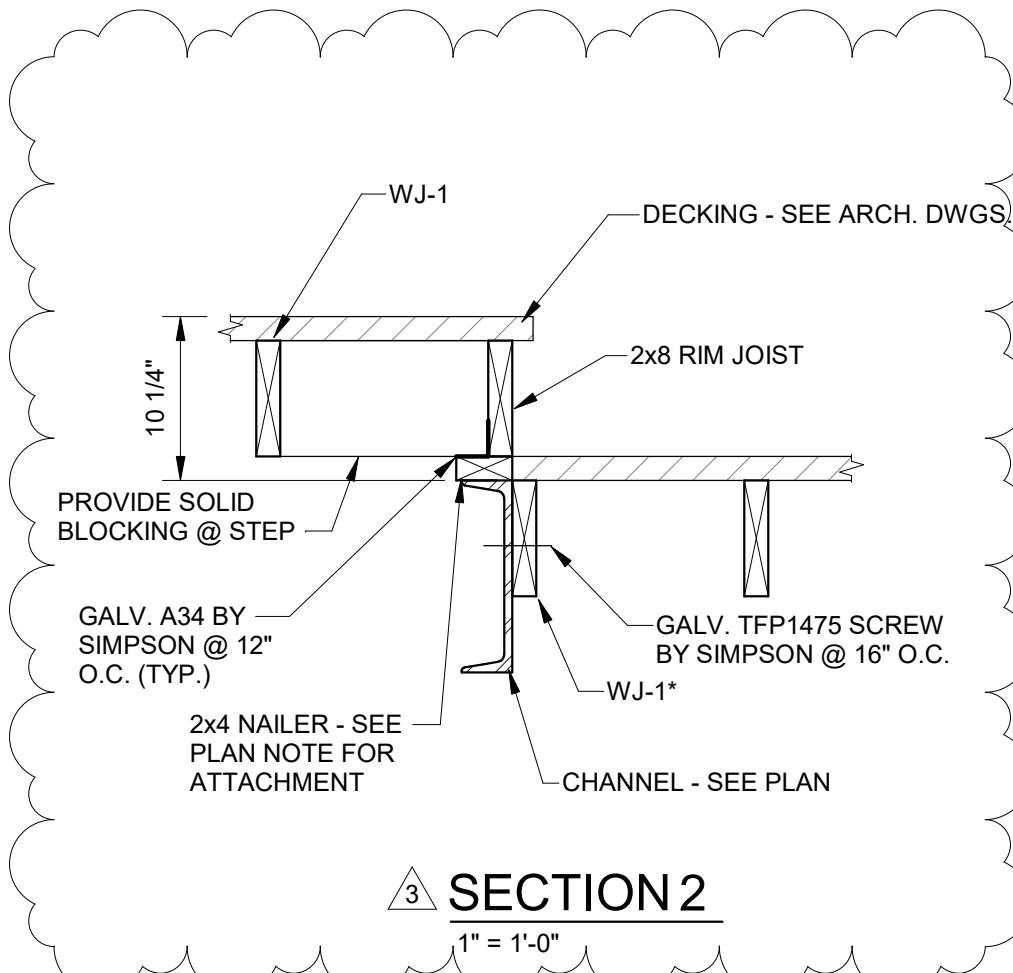 WJ-1
DECKING - SEE ARCH. DWGS.
10 1/4"
2x8 RIM JOIST
PROVIDE SOLID
BLOCKING @ STEP
GALV. A34 BY
SIMPSON @ 12"
O.C. (TYP.)
GALV. TFP1475 SCREW
BY SIMPSON @ 16" O.C.
WJ-1*
2x4 NAILER - SEE
PLAN NOTE FOR
ATTACHMENT
CHANNEL - SEE PLAN
3 SECTION 2
1" = 1'-0"